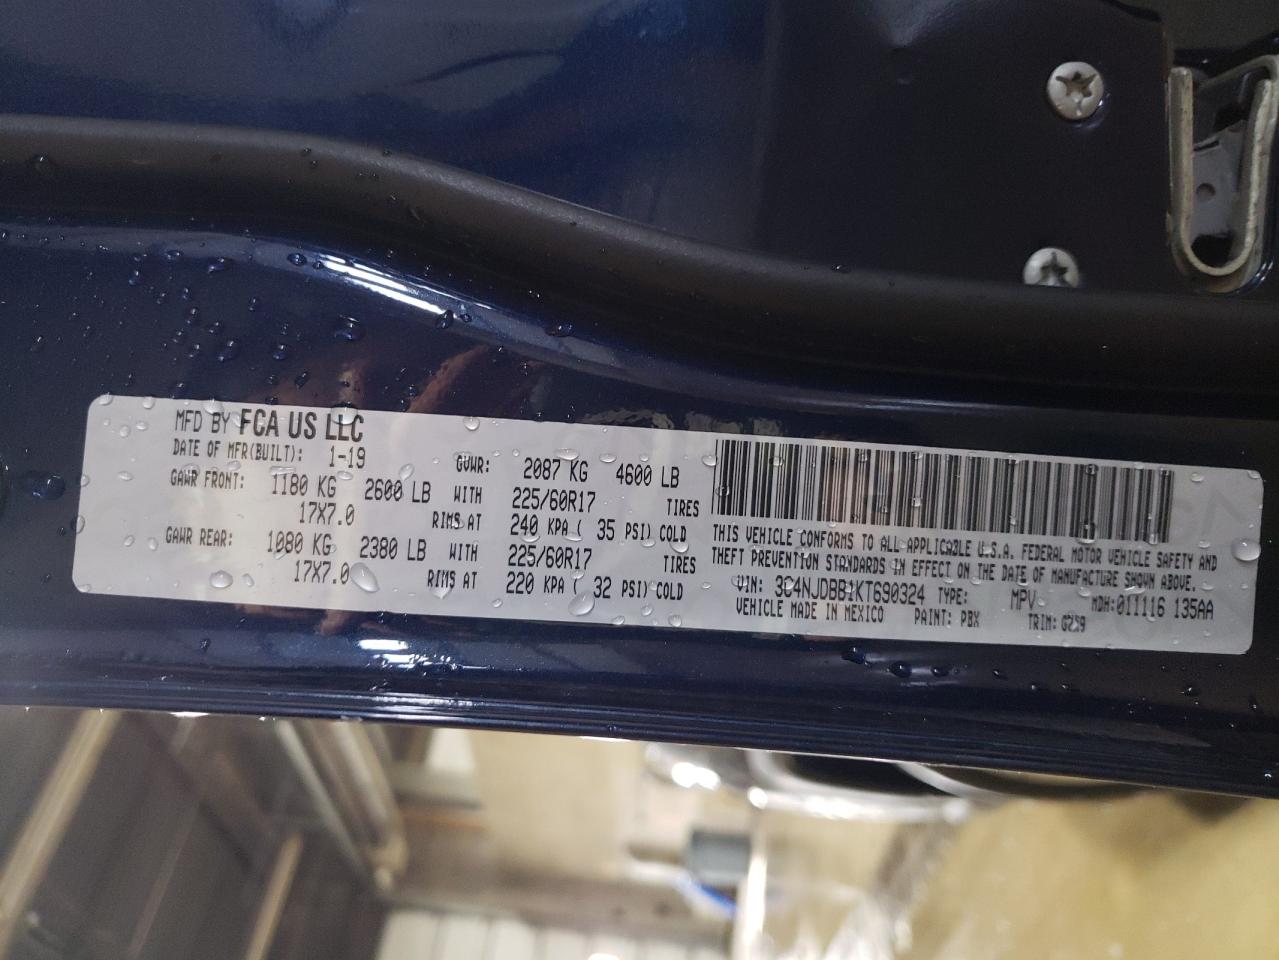 MFD BY FCA US LLC
DATE OF MFR(BUILT): 1-19 GVWR: 2087 KG 4600 LB
GAWR FRONT: 1180 KG 2600 LB WITH 225/60R17 TIRES
17X7.0 RIMS AT 240 KPA ( 35 PSI) COLD
GAWR REAR: 1080 KG 2380 LB WITH 225/60R17 TIRES
17X7.0 RIMS AT 220 KPA ( 32 PSI) COLD
THIS VEHICLE CONFORMS TO ALL APPLICABLE U.S.A. FEDERAL MOTOR VEHICLE SAFETY AND
THEFT PREVENTION STANDARDS IN EFFECT ON THE DATE OF MANUFACTURE SHOWN ABOVE.
VIN: 3C4NJDBB1KT690324 TYPE: MPV MDH: 011116 135AA
VEHICLE MADE IN MEXICO PAINT: PBX TRIM: